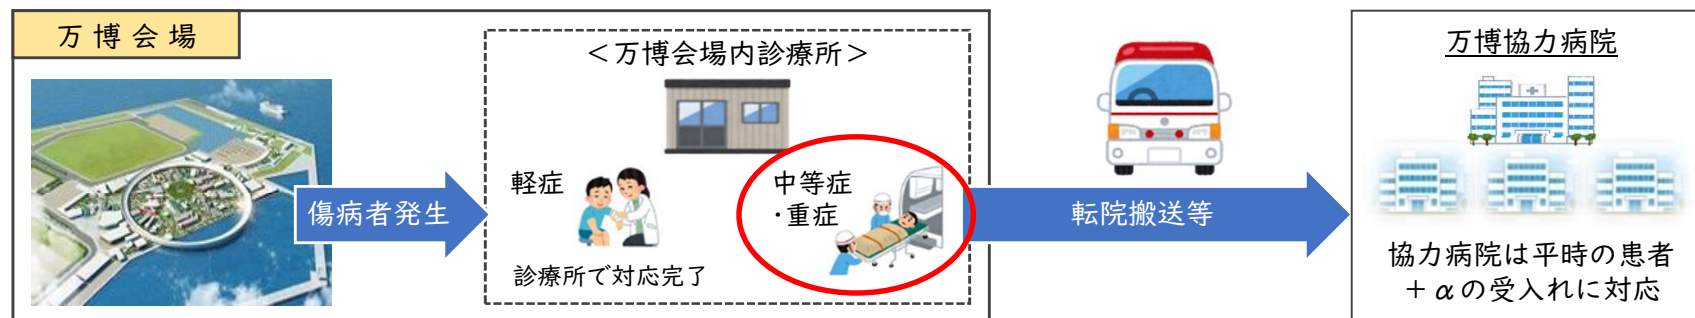 万博会場
<万博会場内診療所>
傷病者発生
軽症
診療所で対応完了
中等症
・重症
転院搬送等
万博協力病院
協力病院は平時の患者
+αの受入れに対応